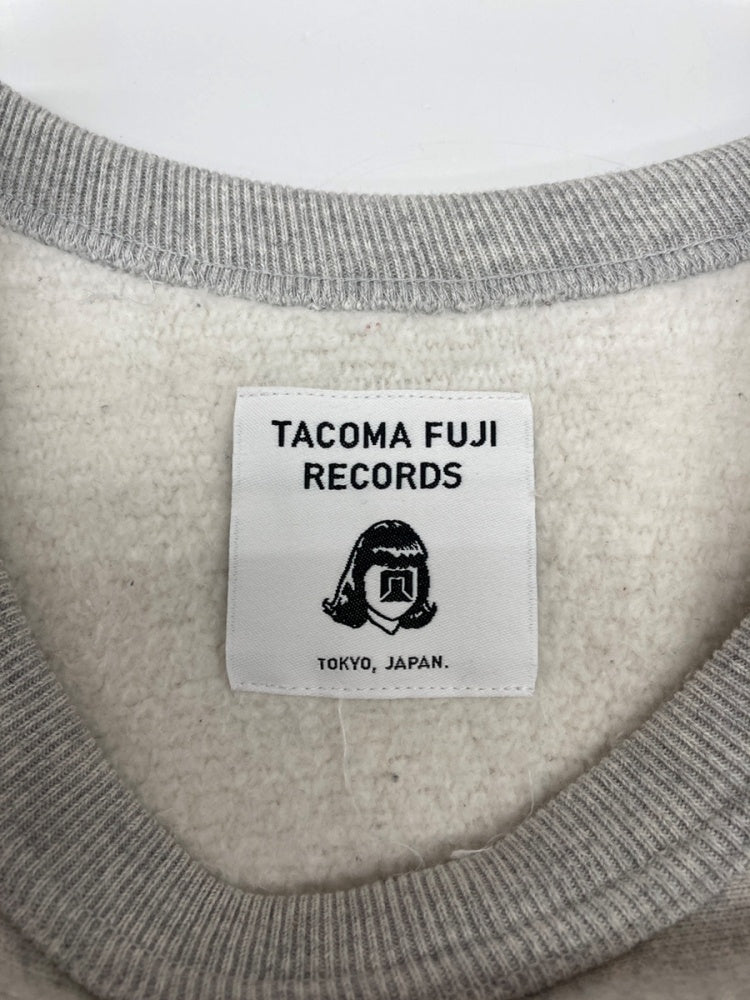 TACOMA FUJI
RECORDS
TOKYO, JAPAN.